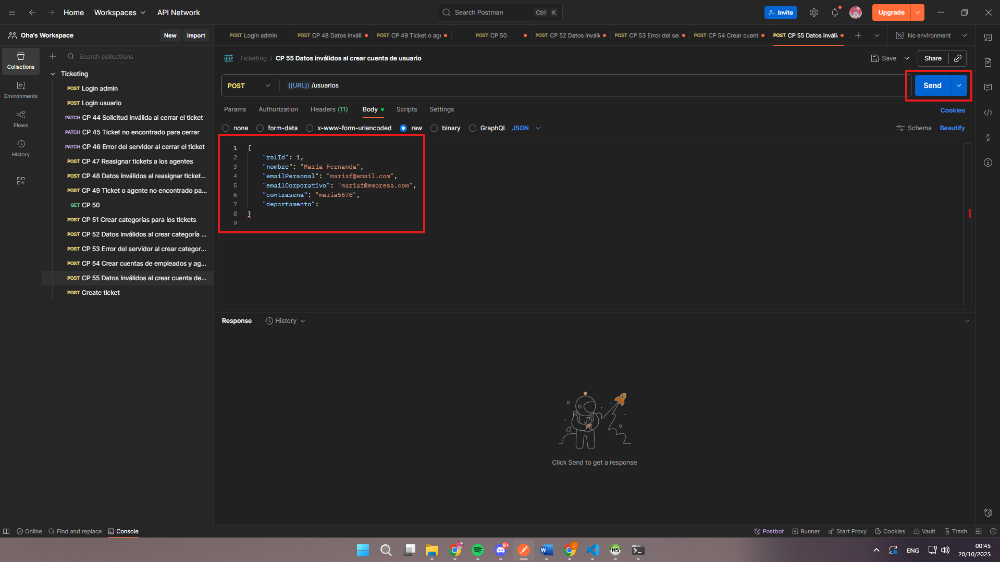 Home Workspaces API Network
Search Postman Ctrl K
Invite Upgrade
Oha's Workspace New Import
POST Login admin POST CP 48 Datos invál POST CP 49 Ticket o age POST CP 50 POST CP 52 Datos inváli POST CP 53 Error del se POST CP 54 Crear cuent POST CP 55 Datos inváli No environment
Collections
Environments
Flows
History
Search collections
Ticketing
POST Login admin
POST Login usuario
PATCH CP 44 Solicitud inválida al cerrar el ticket
PATCH CP 45 Ticket no encontrado para cerrar
PATCH CP 46 Error del servidor al cerrar el ticket
POST CP 47 Reasignar tickets a los agentes
POST CP 48 Datos inválidos al reasignar ticket...
POST CP 49 Ticket o agente no encontrado pa...
GET CP 50
POST CP 51 Crear categorías para los tickets
POST CP 52 Datos inválidos al crear categoría ...
POST CP 53 Error del servidor al crear categor...
POST CP 54 Crear cuentas de empleados y ag...
POST CP 55 Datos inválidos al crear cuenta de...
POST Create ticket
HTTP Ticketing / CP 55 Datos inválidos al crear cuenta de usuario
Save Share
POST {{URL}} /usuarios Send
Params Authorization Headers (11) Body Scripts Settings Cookies
none form-data x-www-form-urlencoded raw binary GraphQL JSON Schema Beautify
1 {
2 "rolId": 1,
3 "nombre": "María Fernanda",
4 "emailPersonal": "mariaf@email.com",
5 "emailCorporativo": "mariaf@empresa.com",
6 "contrasena": "maria5678",
7 "departamento":
8 }
9
Response History
Click Send to get a response
Online Find and replace Console
Postbot Runner Start Proxy Cookies Vault Trash
9+ J W HS
ENG
00:45
20/10/2025